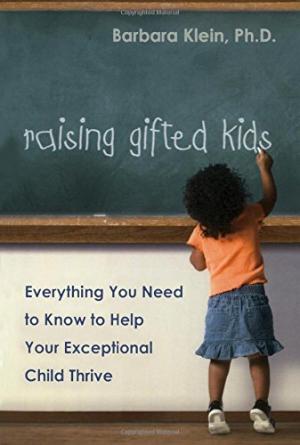 Barbara Klein, Ph.D.
raising gifted kids
Everything You Need
to Know to Help
Your Exceptional
Child Thrive